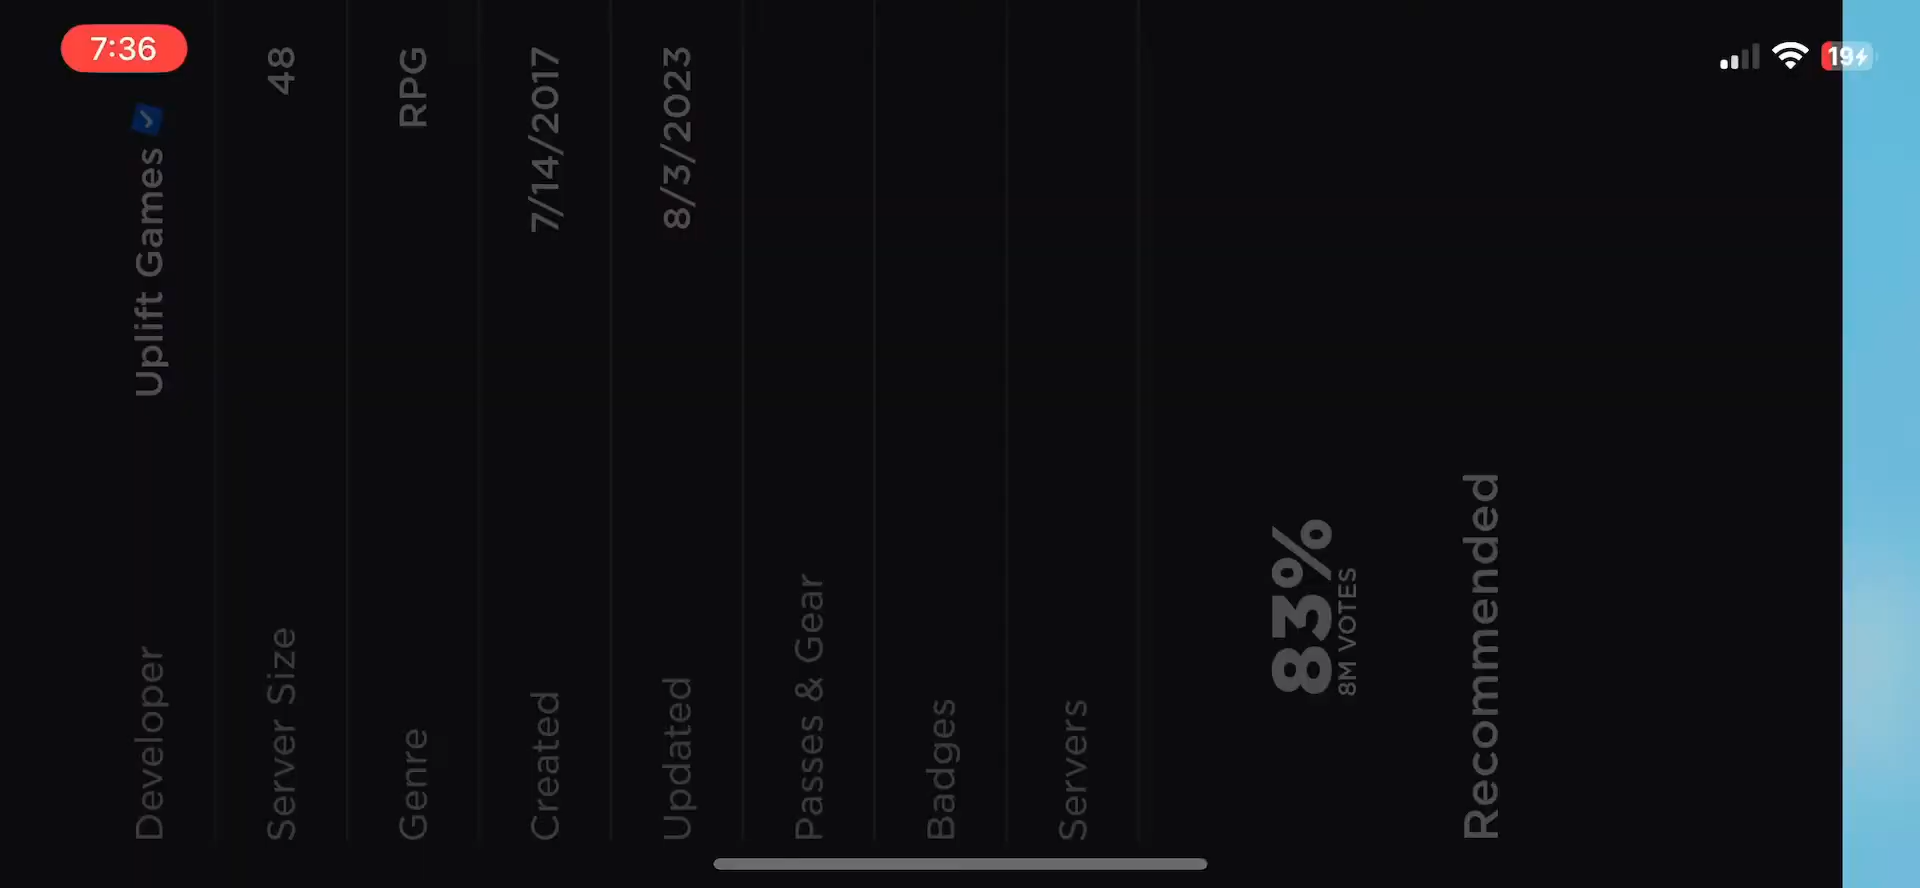 7:36
19
Developer Uplift Games
Server Size 48
Genre RPG
Created 7/14/2017
Updated 8/3/2023
Passes & Gear
Badges
Servers
83%
8M VOTES
Recommended